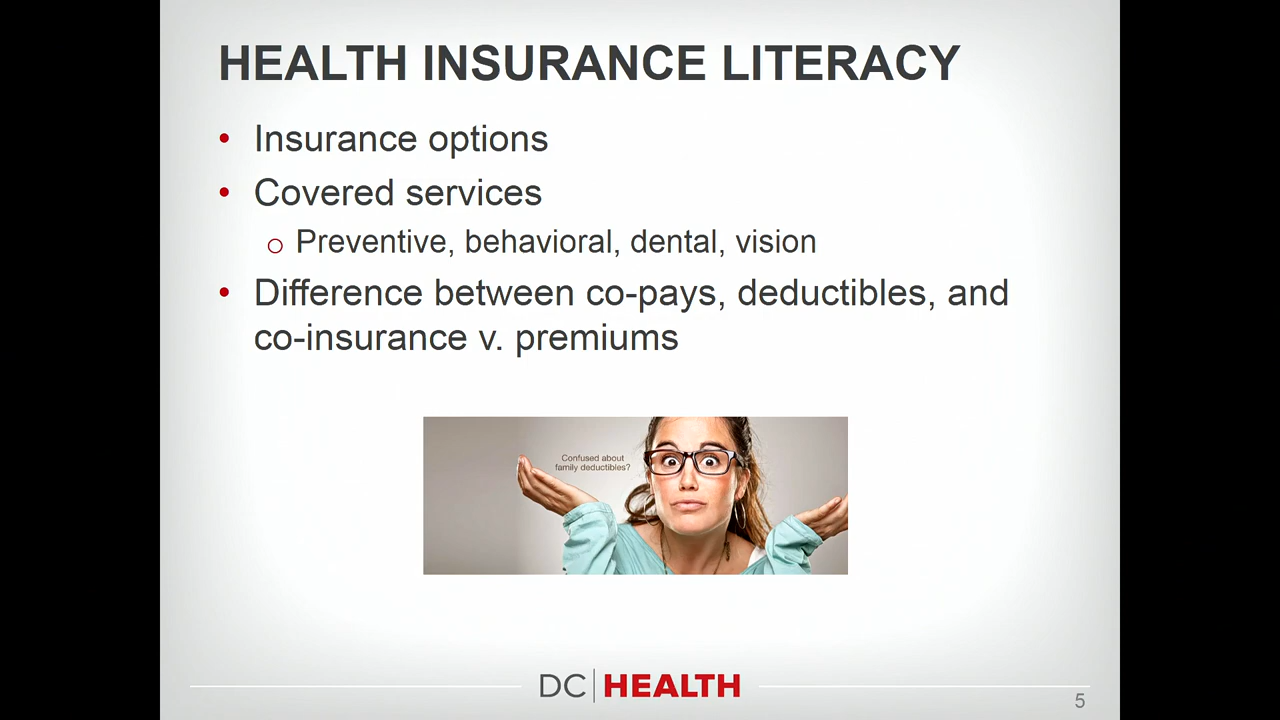 HEALTH INSURANCE LITERACY
• Insurance options
• Covered services
o Preventive, behavioral, dental, vision
• Difference between co-pays, deductibles, and
co-insurance v. premiums
Confused about
family deductibles?
DC|HEALTH
5